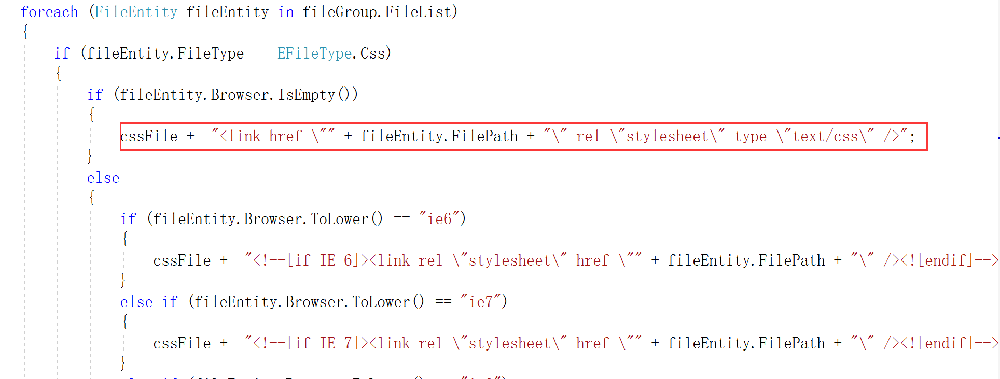 foreach (FileEntity fileEntity in fileGroup.FileList)
{
if (fileEntity.FileType == EFileType.Css)
{
if (fileEntity.Browser.IsEmpty())
{
cssFile += "<link href=\"" + fileEntity.FilePath + "\" rel=\"stylesheet\" type=\"text/css\" />";
}
else
{
if (fileEntity.Browser.ToLower() == "ie6")
{
cssFile += "<!--[if IE 6]><link rel=\"stylesheet\" href=\"" + fileEntity.FilePath + "\" /><![endif]-->
}
else if (fileEntity.Browser.ToLower() == "ie7")
{
cssFile += "<!--[if IE 7]><link rel=\"stylesheet\" href=\"" + fileEntity.FilePath + "\" /><![endif]-->
}